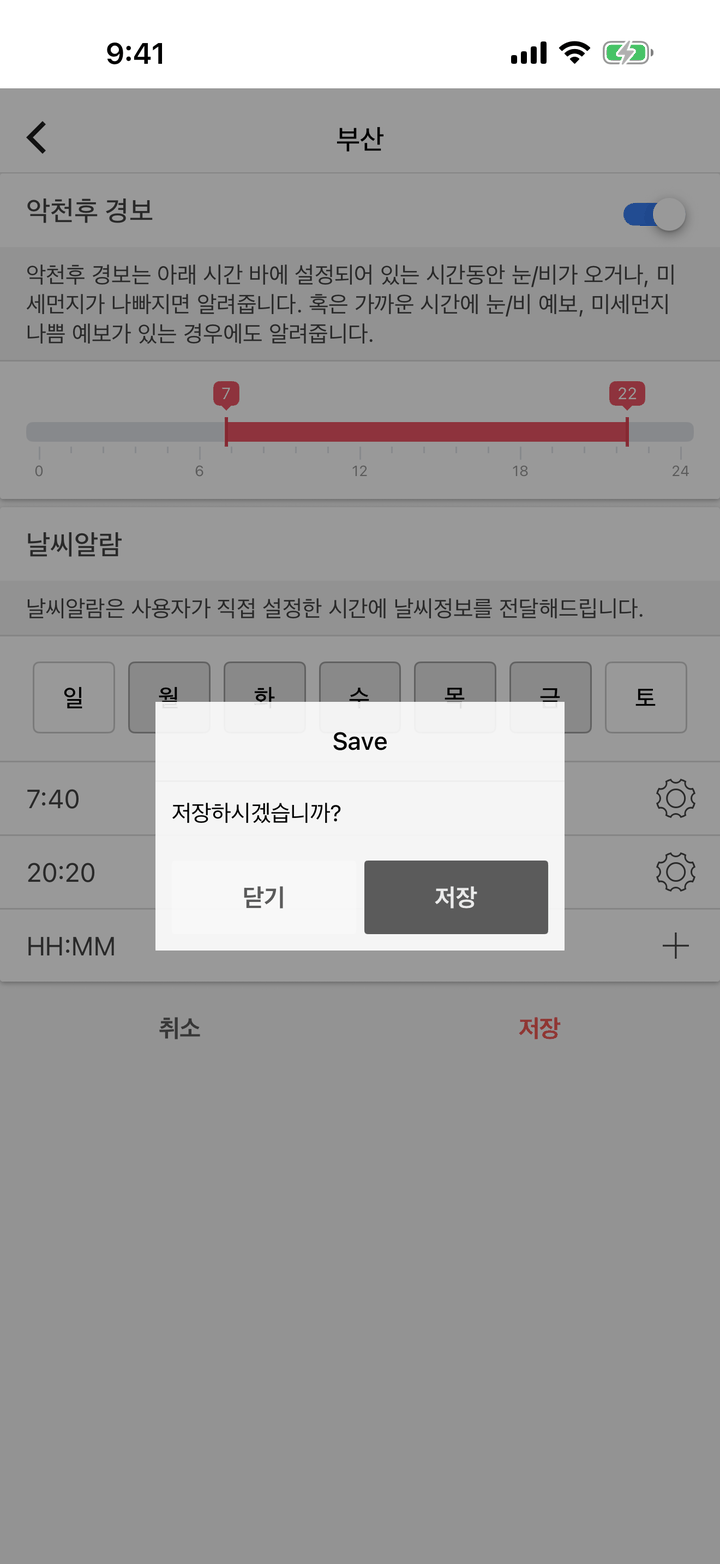 9:41
부산
악천후 경보
악천후 경보는 아래 시간 바에 설정되어 있는 시간동안 눈/비가 오거나, 미
세먼지가 나빠지면 알려줍니다. 혹은 가까운 시간에 눈/비 예보, 미세먼지
나쁨 예보가 있는 경우에도 알려줍니다.
7 22
0 6 12 18 24
날씨알람
날씨알람은 사용자가 직접 설정한 시간에 날씨정보를 전달해드립니다.
일 월 화 수 목 금 토
Save
7:40
저장하시겠습니까?
20:20
닫기 저장
HH:MM
취소 저장